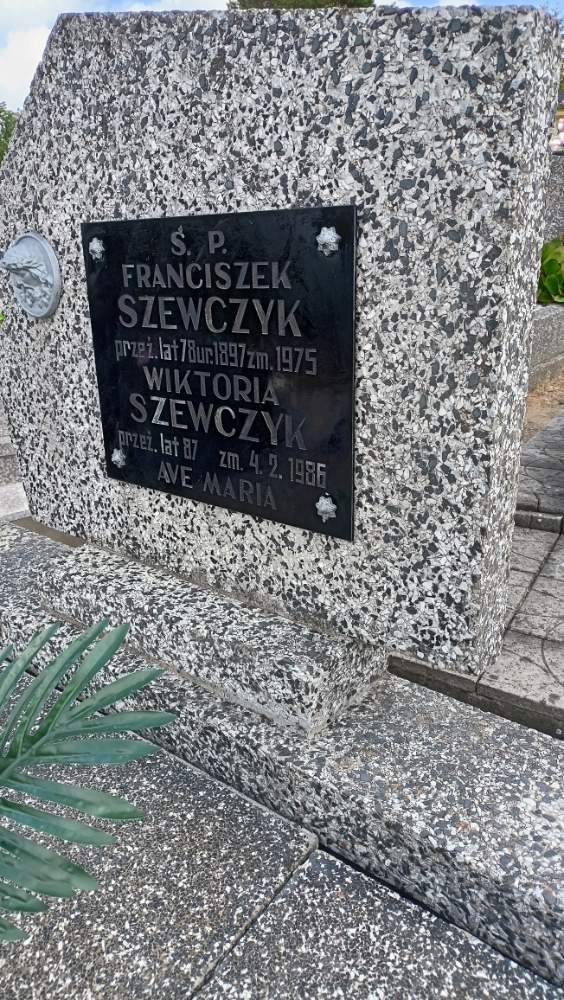 Ś. P.
FRANCISZEK
SZEWCZYK
przeż. lat 78 ur. 1897 zm. 1975
WIKTORIA
SZEWCZYK
przeż. lat 87 zm. 4. 2. 1986
AVE MARIA